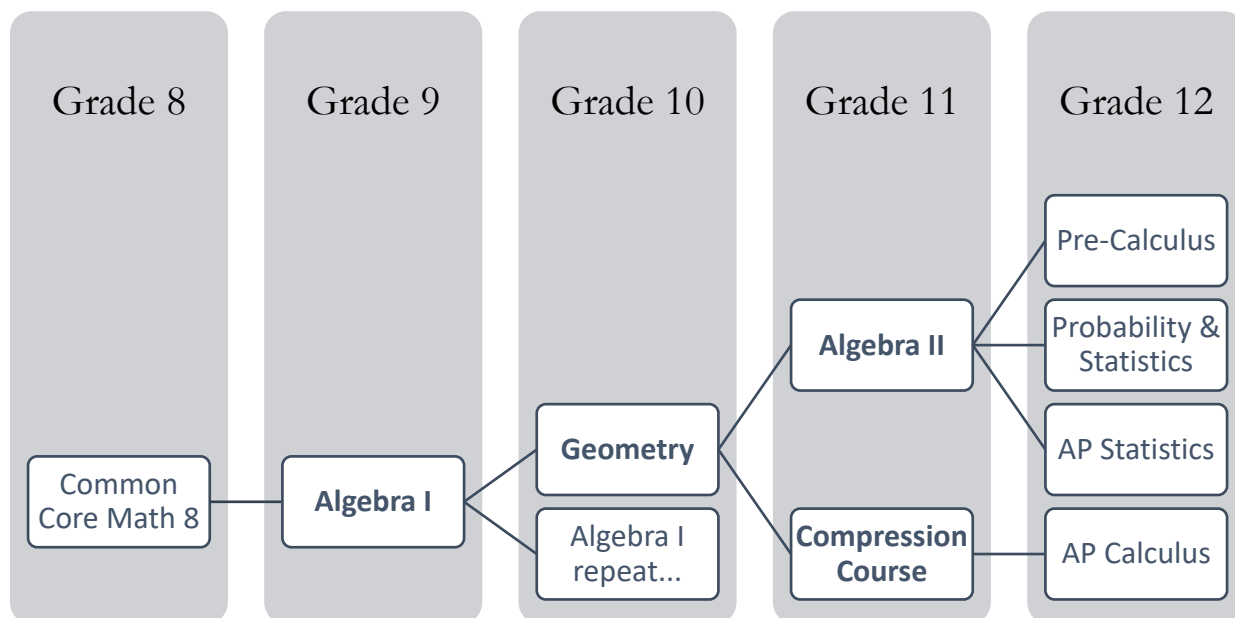 Grade 8
Grade 9
Grade 10
Grade 11
Grade 12
Common
Core Math 8
Algebra I
Geometry
Algebra I
repeat...
Algebra II
Compression
Course
Pre-Calculus
Probability &
Statistics
AP Statistics
AP Calculus